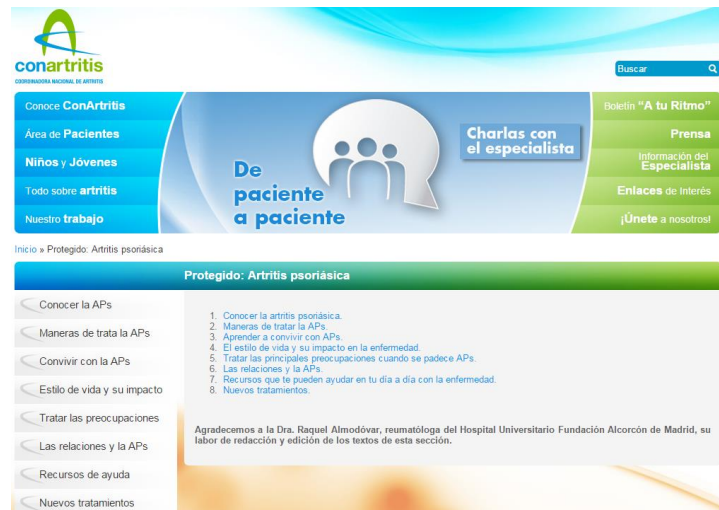 conartritis
COORDINADORA NACIONAL DE ARTRITIS
Buscar
Conoce ConArtritis
Área de Pacientes
Niños y Jóvenes
Todo sobre artritis
Nuestro trabajo
De
paciente
a paciente
Charlas con
el especialista
Boletín "A tu Ritmo"
Prensa
Información del
Especialista
Enlaces de Interés
¡Únete a nosotros!
Inicio » Protegido: Artritis psoriásica
Protegido: Artritis psoriásica
Conocer la APs
Maneras de trata la APs
Convivir con la APs
Estilo de vida y su impacto
Tratar las preocupaciones
Las relaciones y la APs
Recursos de ayuda
Nuevos tratamientos
1. Conocer la artritis psoriásica.
2. Maneras de tratar la APs.
3. Aprender a convivir con APs.
4. El estilo de vida y su impacto en la enfermedad.
5. Tratar las principales preocupaciones cuando se padece APs.
6. Las relaciones y la APs.
7. Recursos que te pueden ayudar en tu día a día con la enfermedad.
8. Nuevos tratamientos.
Agradecemos a la Dra. Raquel Almodóvar, reumatóloga del Hospital Universitario Fundación Alcorcón de Madrid, su
labor de redacción y edición de los textos de esta sección.